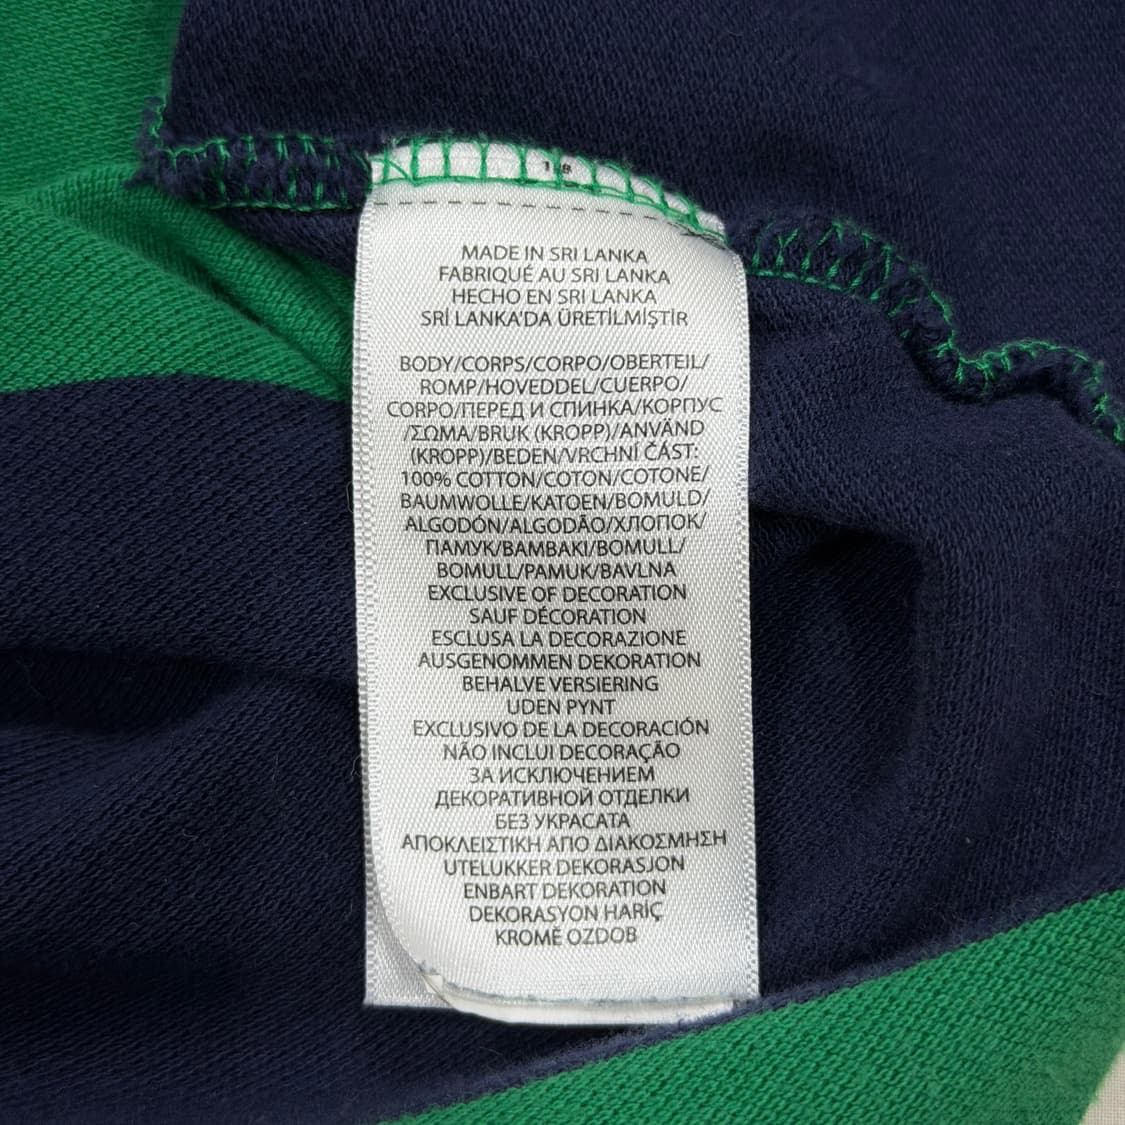 MADE IN SRI LANKA
FABRIQUÉ AU SRI LANKA
HECHO EN SRI LANKA
SRİ LANKA'DA ÜRETİLMİŞTİR
BODY/CORPS/CORPO/OBERTEIL/
ROMP/HOVEDDEL/CUERPO/
CORPO/ПЕРЕД И СПИНКА/КОРПУС
/ΣΩΜΑ/BRUK (KROPP)/ANVÄND
(KROPP)/BEDEN/VRCHNÍ ČÁST:
100% COTTON/COTON/COTONE/
BAUMWOLLE/KATOEN/BOMULD/
ALGODÓN/ALGODÃO/ХЛОПОК/
ПАМУК/BAMBAKI/BOMULL/
BOMULL/PAMUK/BAVLNA
EXCLUSIVE OF DECORATION
SAUF DÉCORATION
ESCLUSA LA DECORAZIONE
AUSGENOMMEN DEKORATION
BEHALVE VERSIERING
UDEN PYNT
EXCLUSIVO DE LA DECORACIÓN
NÃO INCLUI DECORAÇÃO
ЗА ИСКЛЮЧЕНИЕМ
ДЕКОРАТИВНОЙ ОТДЕЛКИ
БЕЗ УКРАСАТА
ΑΠΟΚΛΕΙΣΤΙΚΗ ΑΠΟ ΔΙΑΚΟΣΜΗΣΗ
UTELUKKER DEKORASJON
ENBART DEKORATION
DEKORASYON HARİÇ
KROMĚ OZDOB